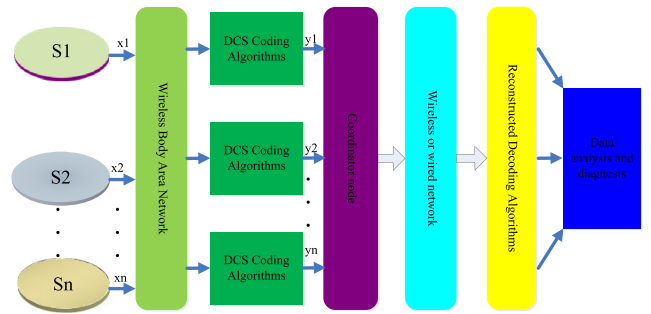 S1
x1
S2
x2
Sn
xn
Wireless Body Area Network
DCS Coding
Algorithms
y1
DCS Coding
Algorithms
y2
DCS Coding
Algorithms
yn
Coordinator node
Wireless or wired network
Reconstructed Decoding Algorithms
Data
analysis and
diagnosis